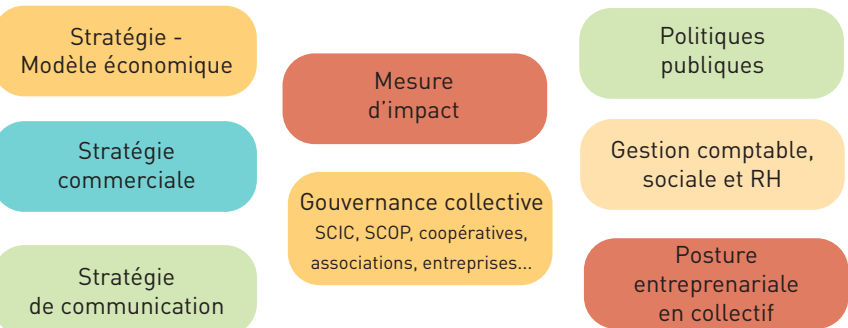 Stratégie -
Modèle économique
Stratégie
commerciale
Stratégie
de communication
Mesure
d'impact
Gouvernance collective
SCIC, SCOP, coopératives,
associations, entreprises...
Politiques
publiques
Gestion comptable,
sociale et RH
Posture
entreprenariale
en collectif